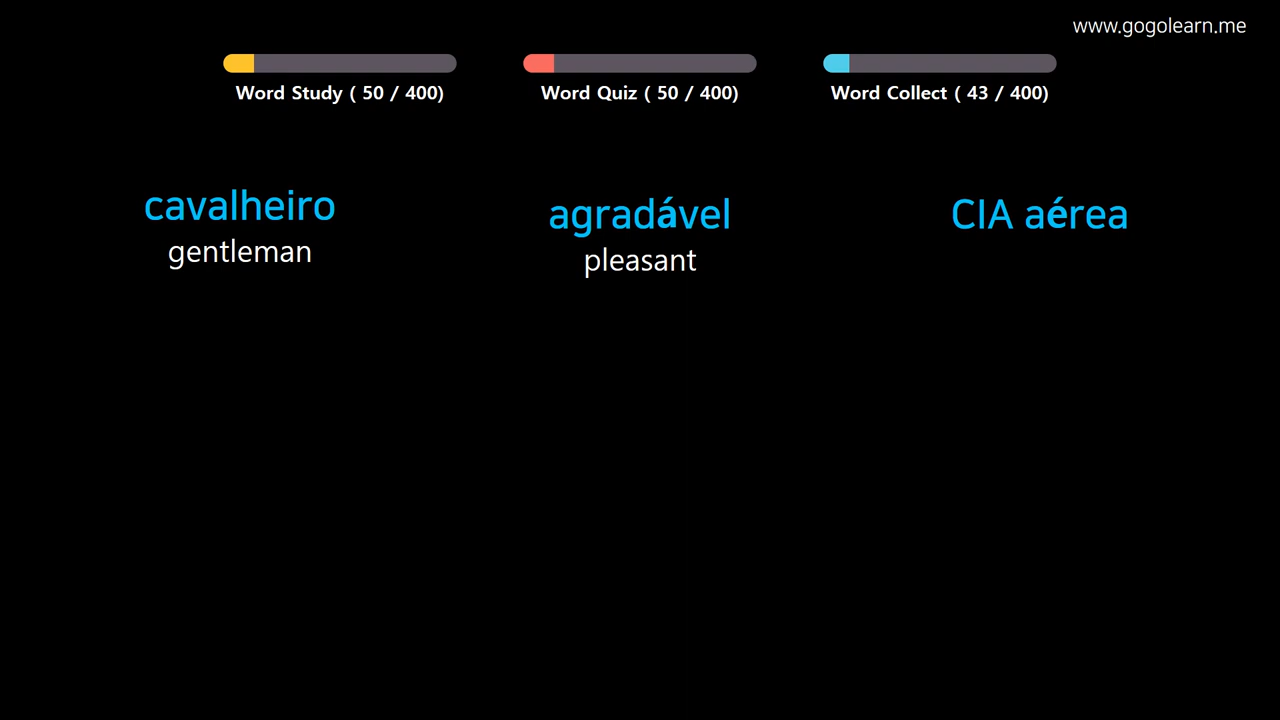 www.gogolearn.me
Word Study ( 50 / 400)
Word Quiz ( 50 / 400)
Word Collect ( 43 / 400)
cavalheiro
gentleman
agradável
pleasant
CIA aérea